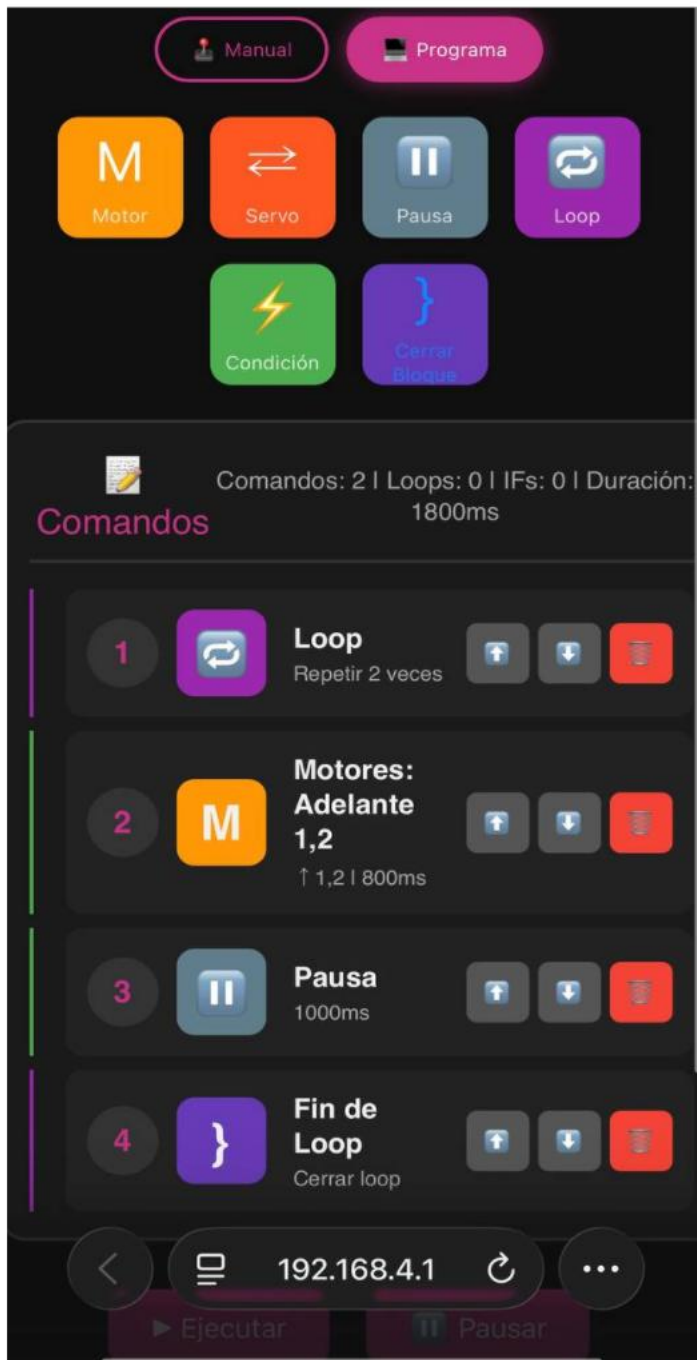 Manual
Programa
M
Motor
Servo
Pausa
Loop
Condición
}
Cerrar
Bloque
Comandos
Comandos: 2 | Loops: 0 | IFs: 0 | Duración:
1800ms
1
Loop
Repetir 2 veces
2
M
Motores:
Adelante
1,2
↑ 1,2 | 800ms
3
Pausa
1000ms
4
}
Fin de
Loop
Cerrar loop
192.168.4.1
Ejecutar
Pausar